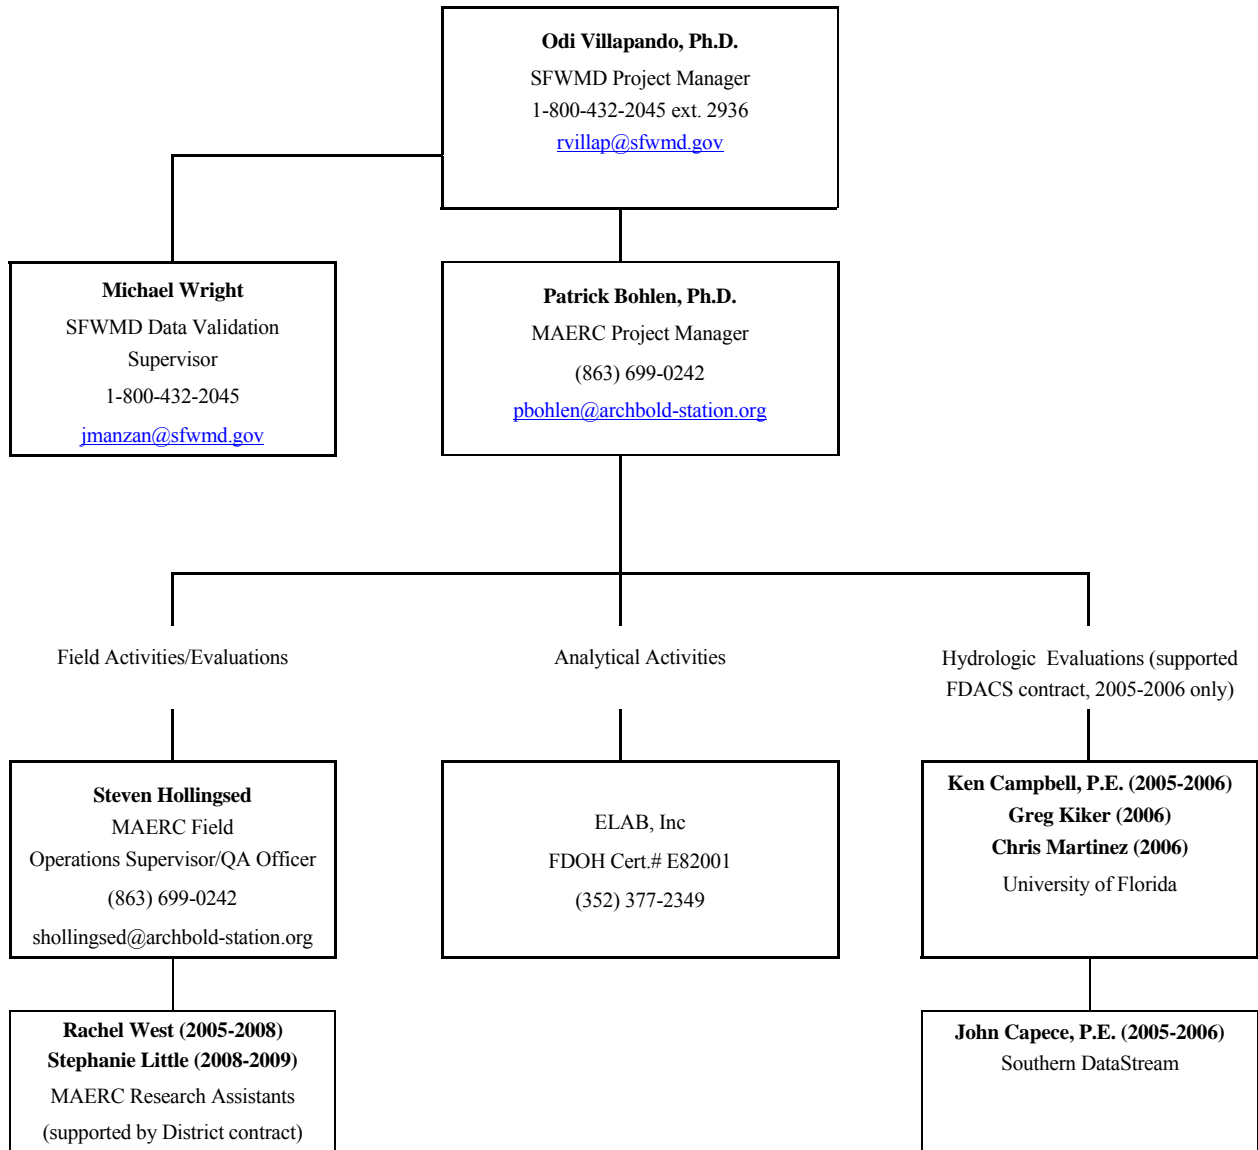 Odi Villapando, Ph.D.
SFWMD Project Manager
1-800-432-2045 ext. 2936
rvillap@sfwmd.gov
Michael Wright
SFWMD Data Validation
Supervisor
1-800-432-2045
jmanzan@sfwmd.gov
Patrick Bohlen, Ph.D.
MAERC Project Manager
(863) 699-0242
pbohlen@archbold-station.org
Field Activities/Evaluations
Analytical Activities
Hydrologic Evaluations (supported
FDACS contract, 2005-2006 only)
Steven Hollingsed
MAERC Field
Operations Supervisor/QA Officer
(863) 699-0242
shollingsed@archbold-station.org
ELAB, Inc
FDOH Cert.# E82001
(352) 377-2349
Ken Campbell, P.E. (2005-2006)
Greg Kiker (2006)
Chris Martinez (2006)
University of Florida
Rachel West (2005-2008)
Stephanie Little (2008-2009)
MAERC Research Assistants
(supported by District contract)
John Capece, P.E. (2005-2006)
Southern DataStream